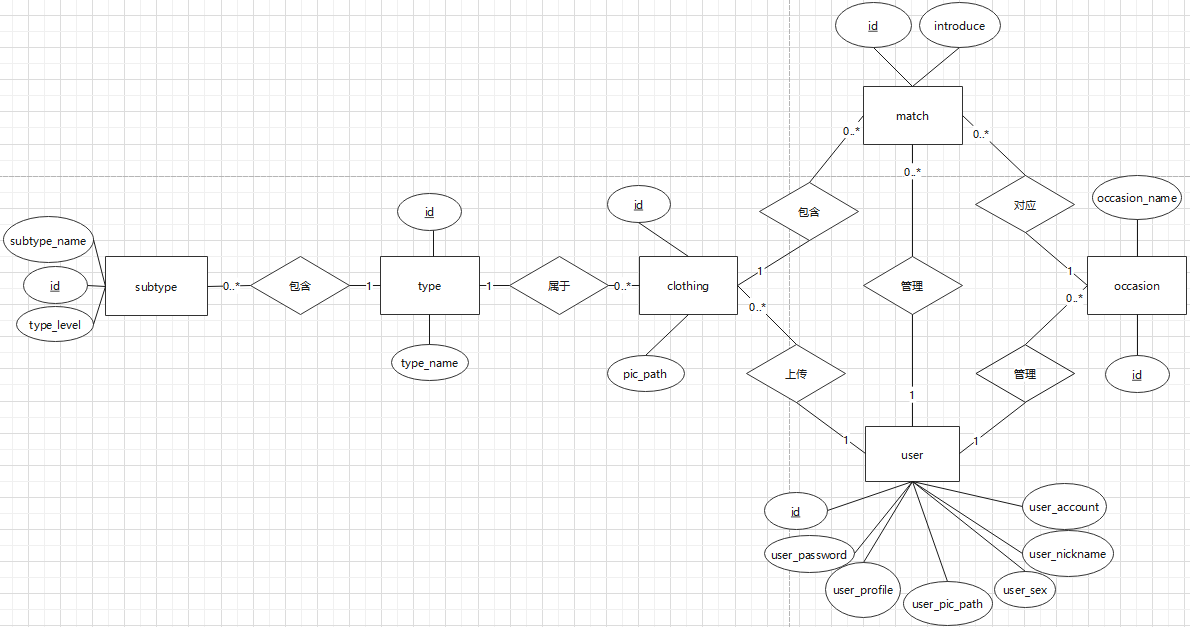 id
introduce
match
0..*
0..*
0..*
包含
对应
occasion_name
id
id
subtype_name
id
type_level
subtype
0..*
包含
1
type
1
属于
0..*
clothing
1
管理
1
occasion
0..*
0..*
type_name
pic_path
上传
管理
id
1
1
1
user
id
user_account
user_password
user_nickname
user_profile
user_sex
user_pic_path